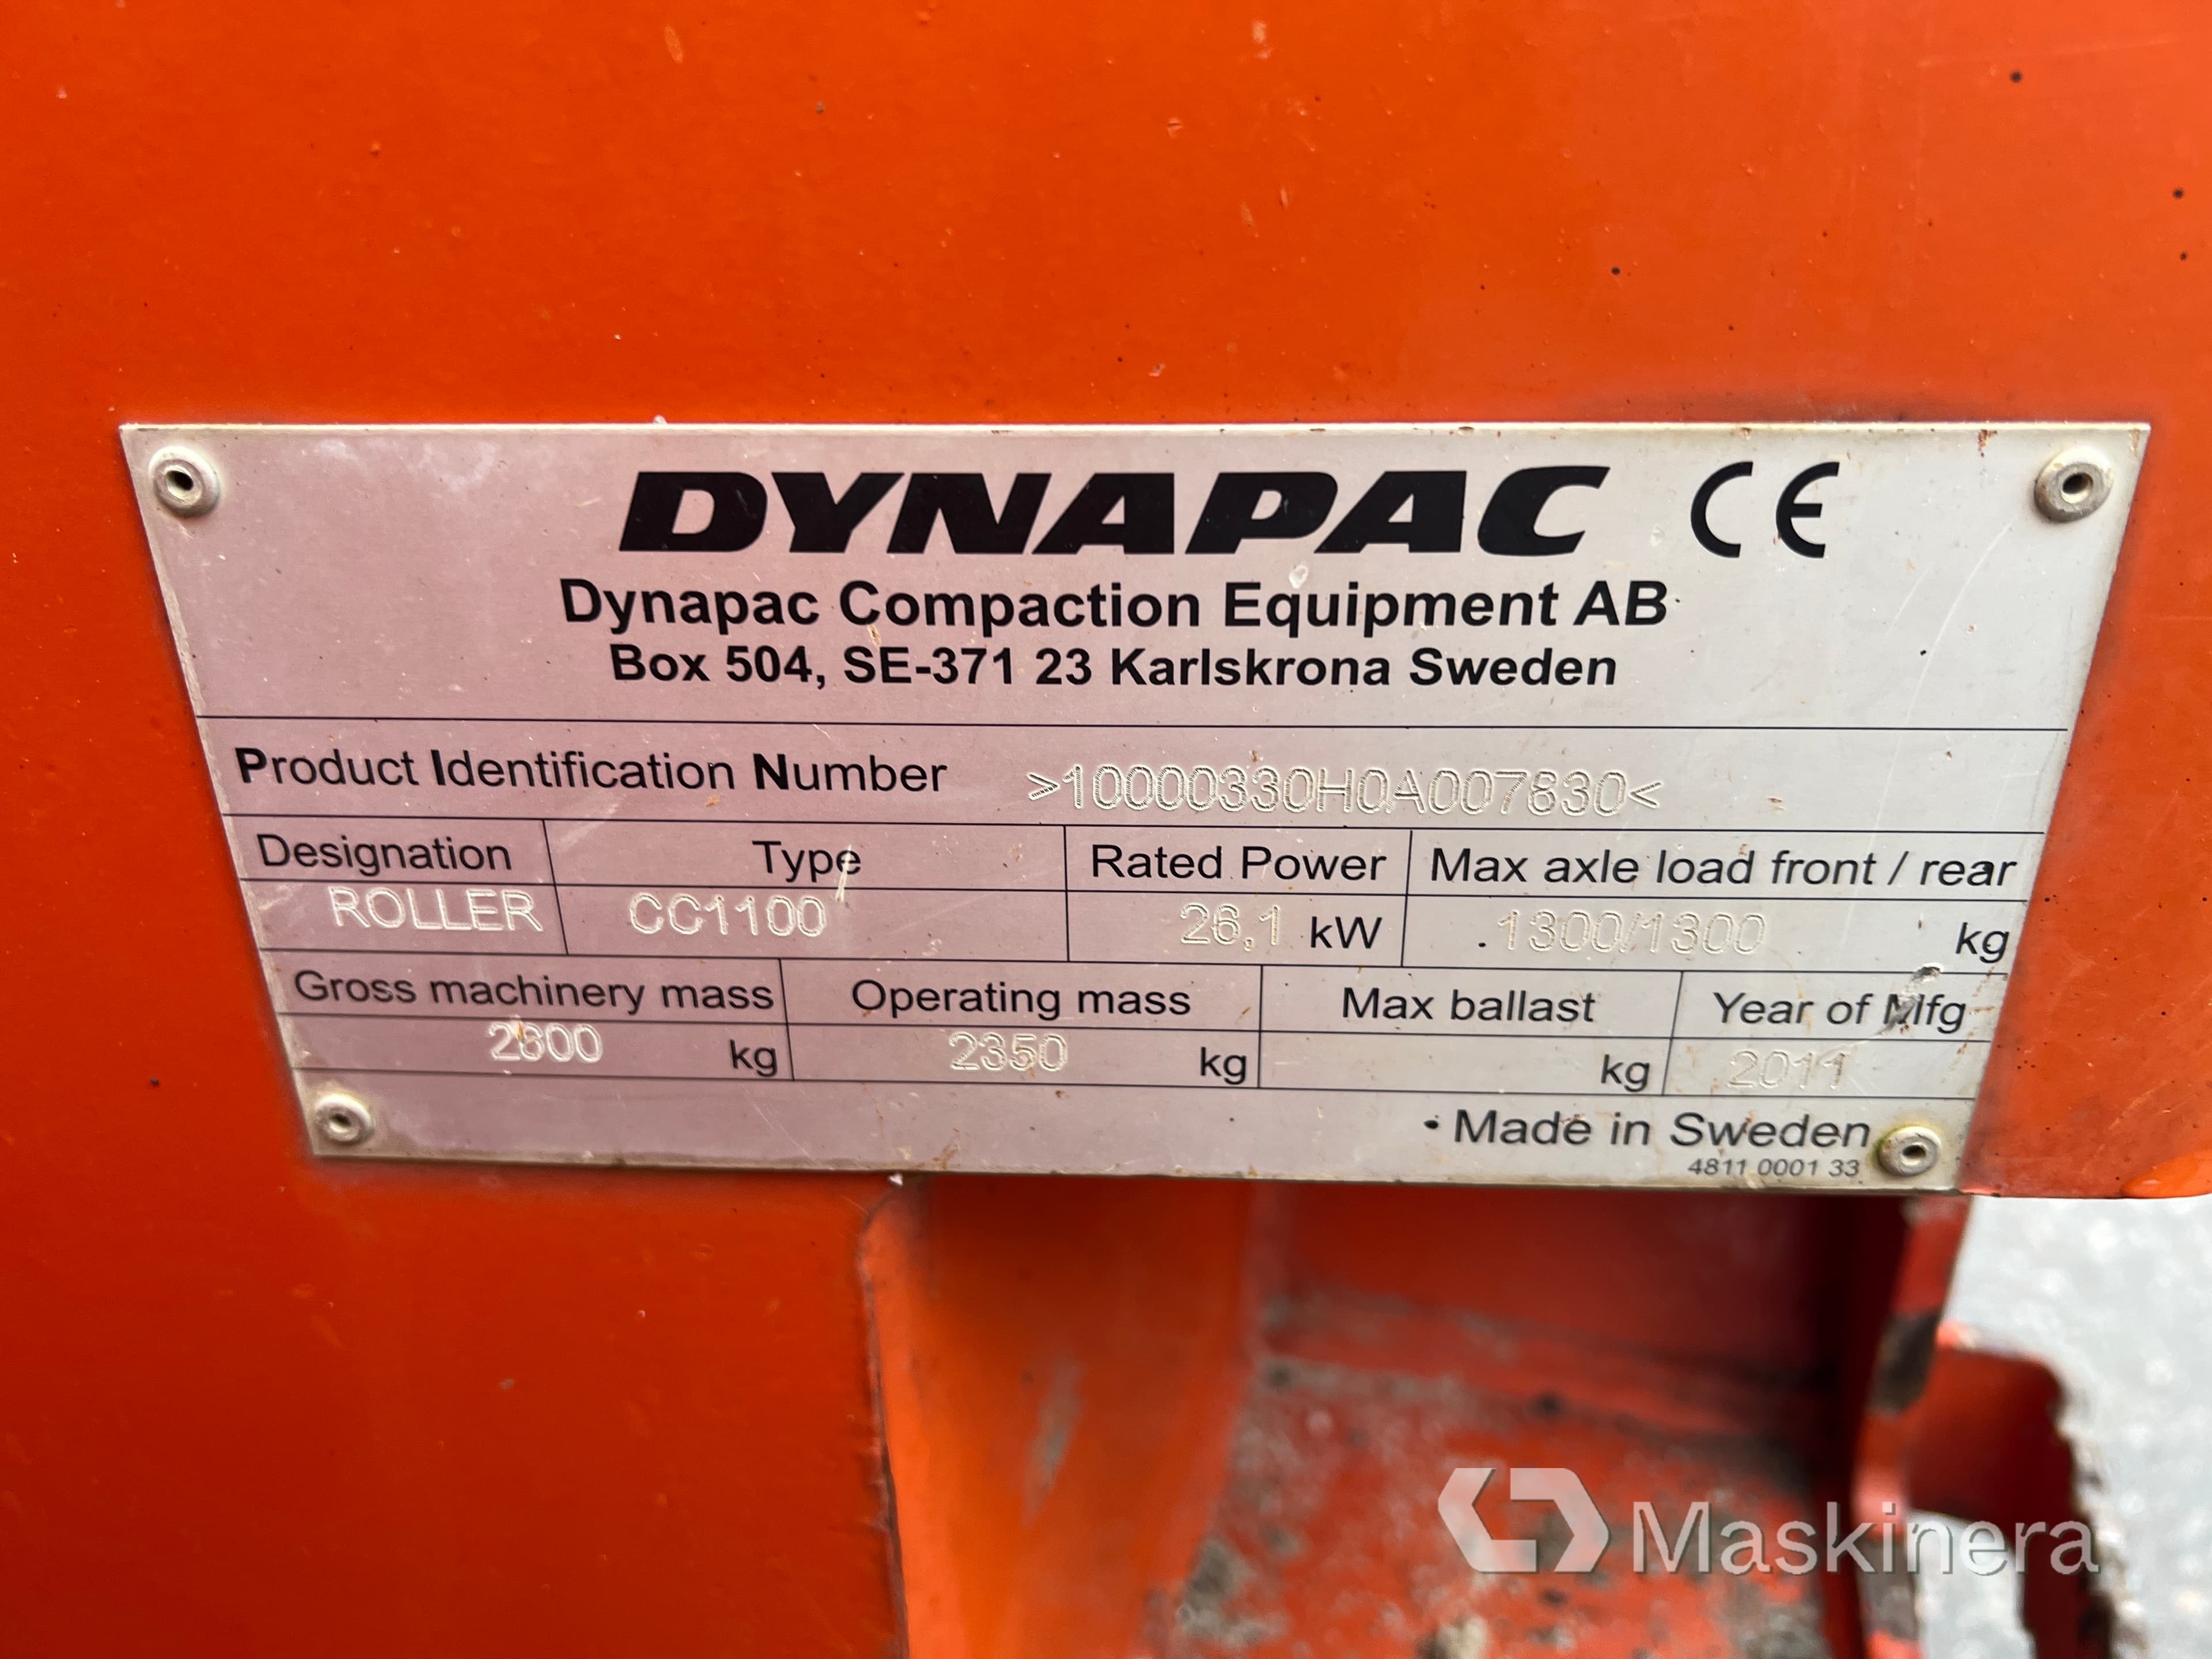 DYNAPAC CE
Dynapac Compaction Equipment AB
Box 504, SE-371 23 Karlskrona Sweden
Product Identification Number >10000330H0A007630<
Designation Type Rated Power Max axle load front / rear
ROLLER CC1100 26,1 kW 1300/1300 kg
Gross machinery mass Operating mass Max ballast Year of Mfg
2600 kg 2350 kg kg 2011
Made in Sweden
4811 0001 33
Maskinera